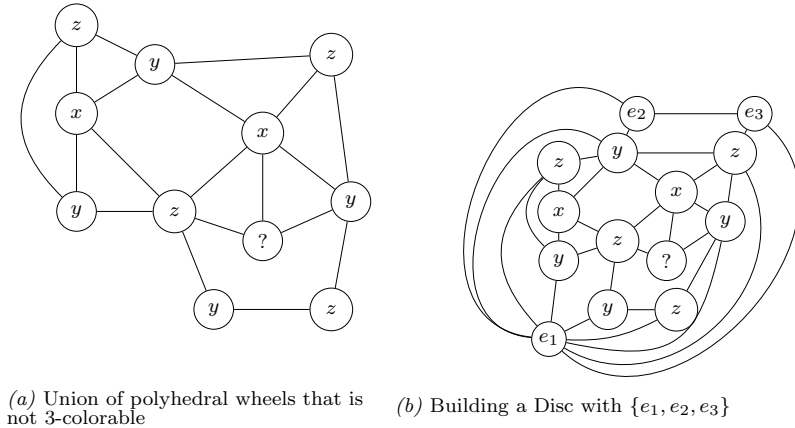 z
y
z
x
x
y
z
y
?
y
z
(a) Union of polyhedral wheels that is
not 3-colorable
e₂
e₃
y
z
z
x
x
y
z
y
?
y
z
e₁
(b) Building a Disc with {e₁, e₂, e₃}